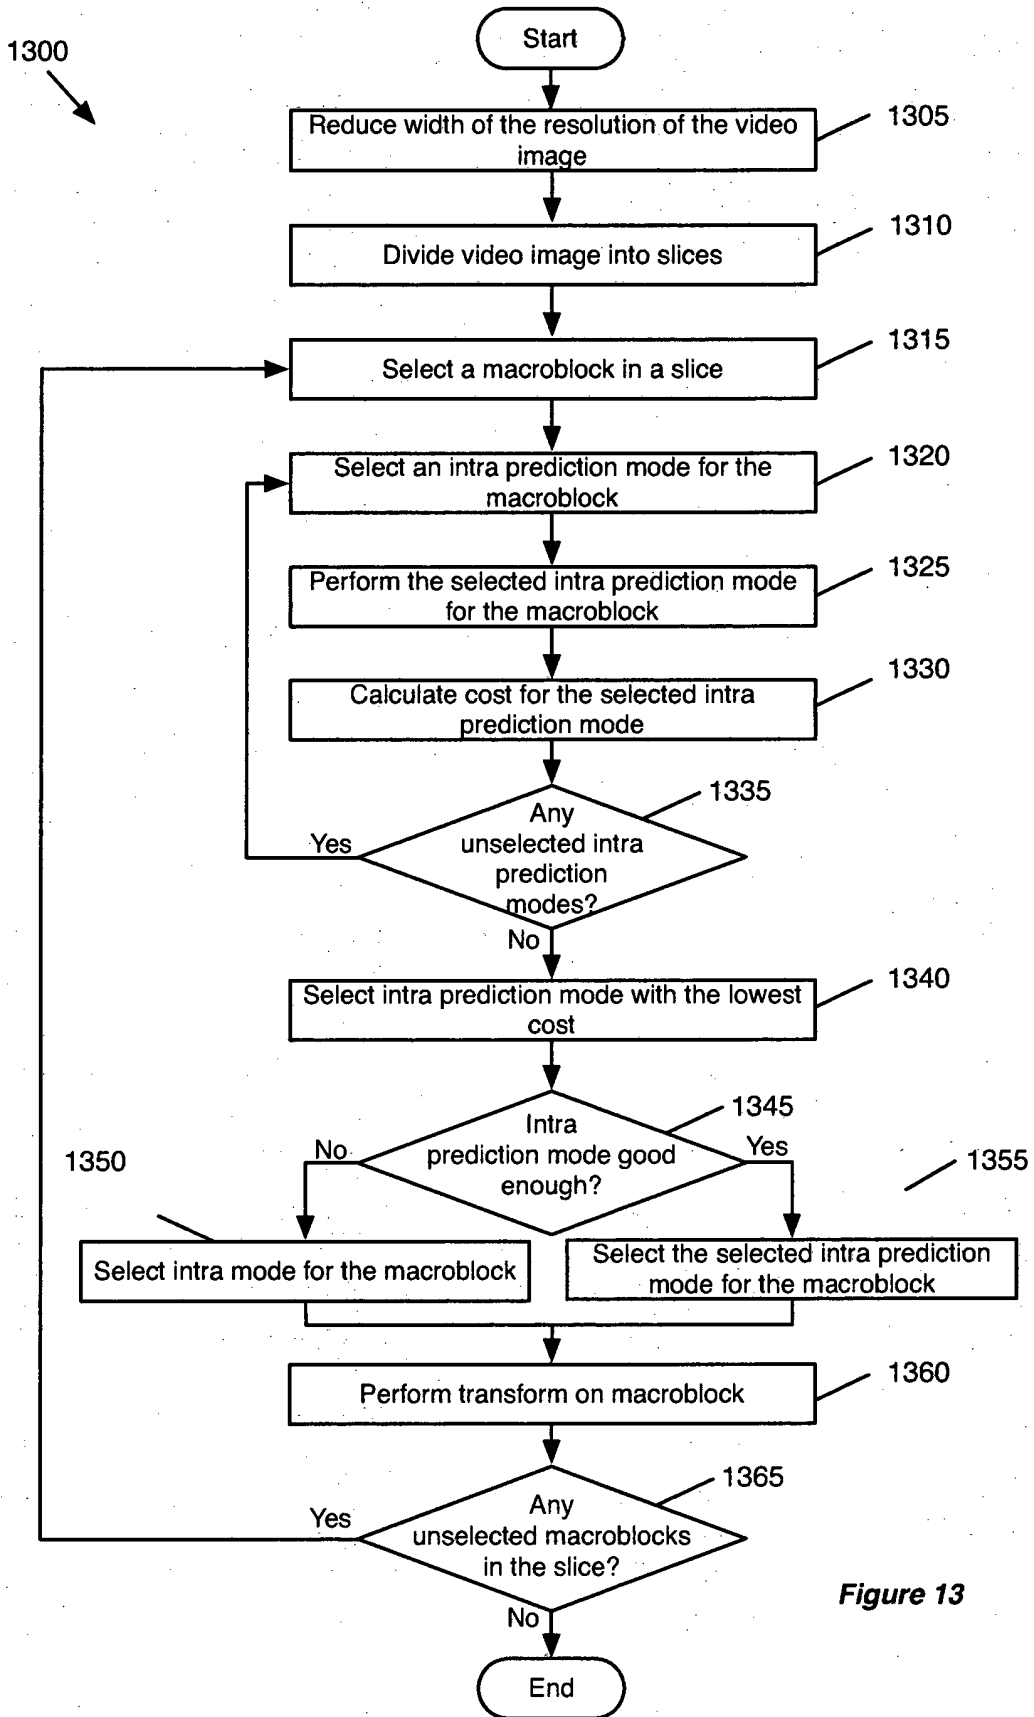 Start
1300
Reduce width of the resolution of the video
image
1305
Divide video image into slices
1310
Select a macroblock in a slice
1315
Select an intra prediction mode for the
macroblock
1320
Perform the selected intra prediction mode
for the macroblock
1325
Calculate cost for the selected intra
prediction mode
1330
Any
unselected intra
prediction
modes?
1335
Yes
No
Select intra prediction mode with the lowest
cost
1340
Intra
prediction mode good
enough?
1345
No
Yes
1350
1355
Select intra mode for the macroblock
Select the selected intra prediction
mode for the macroblock
Perform transform on macroblock
1360
Any
unselected macroblocks
in the slice?
1365
Yes
No
Figure 13
End